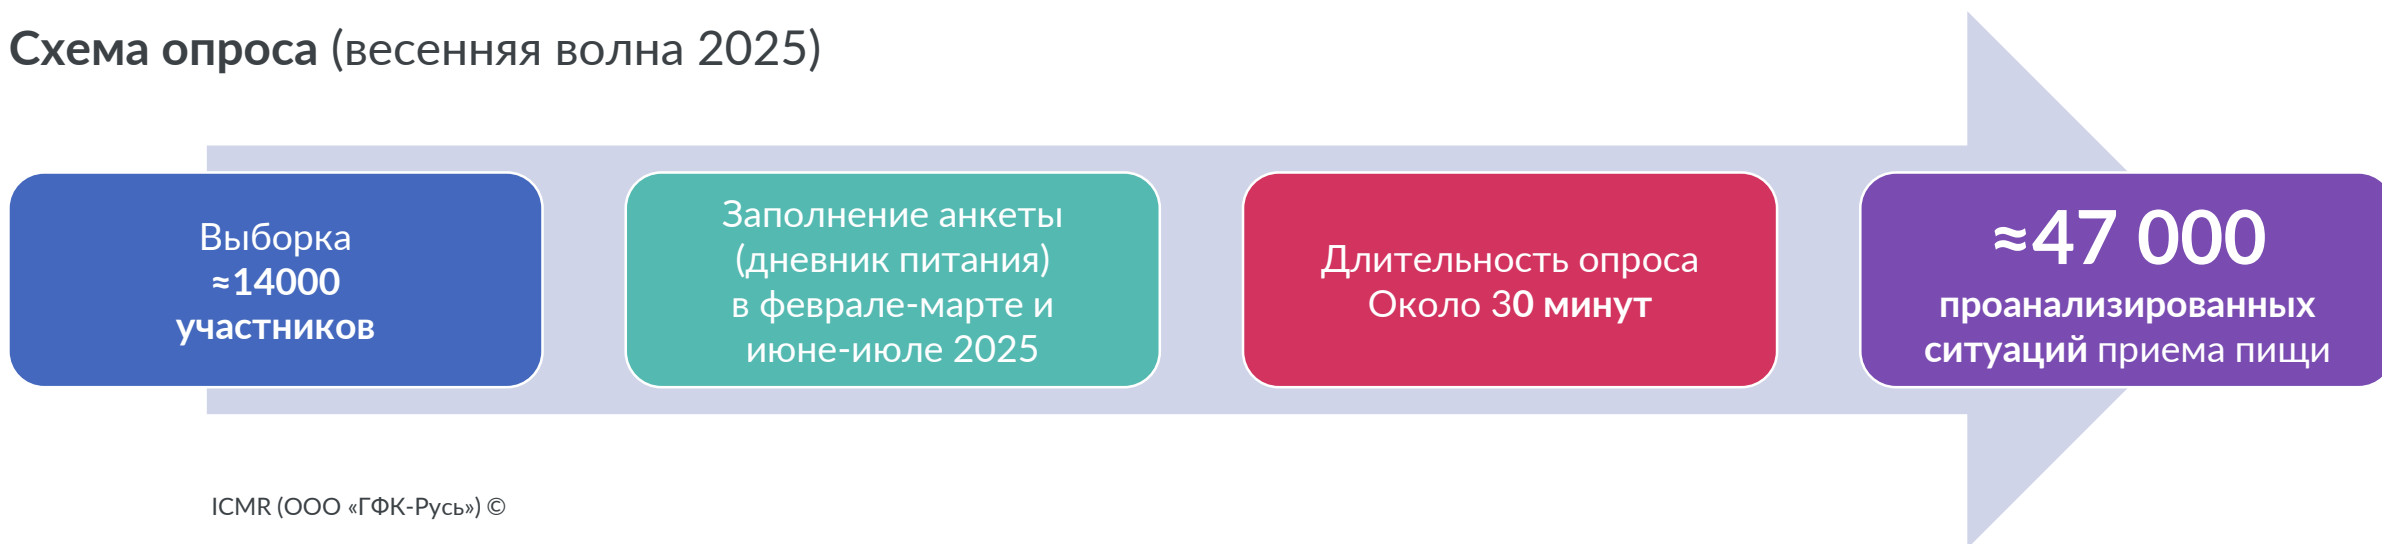 Схема опроса (весенняя волна 2025)
Выборка
≈14000
участников
Заполнение анкеты
(дневник питания)
в феврале-марте и
июне-июле 2025
Длительность опроса
Около 30 минут
≈47 000
проанализированных
ситуаций приема пищи
ICMR (ООО «ГФК-Русь») ©